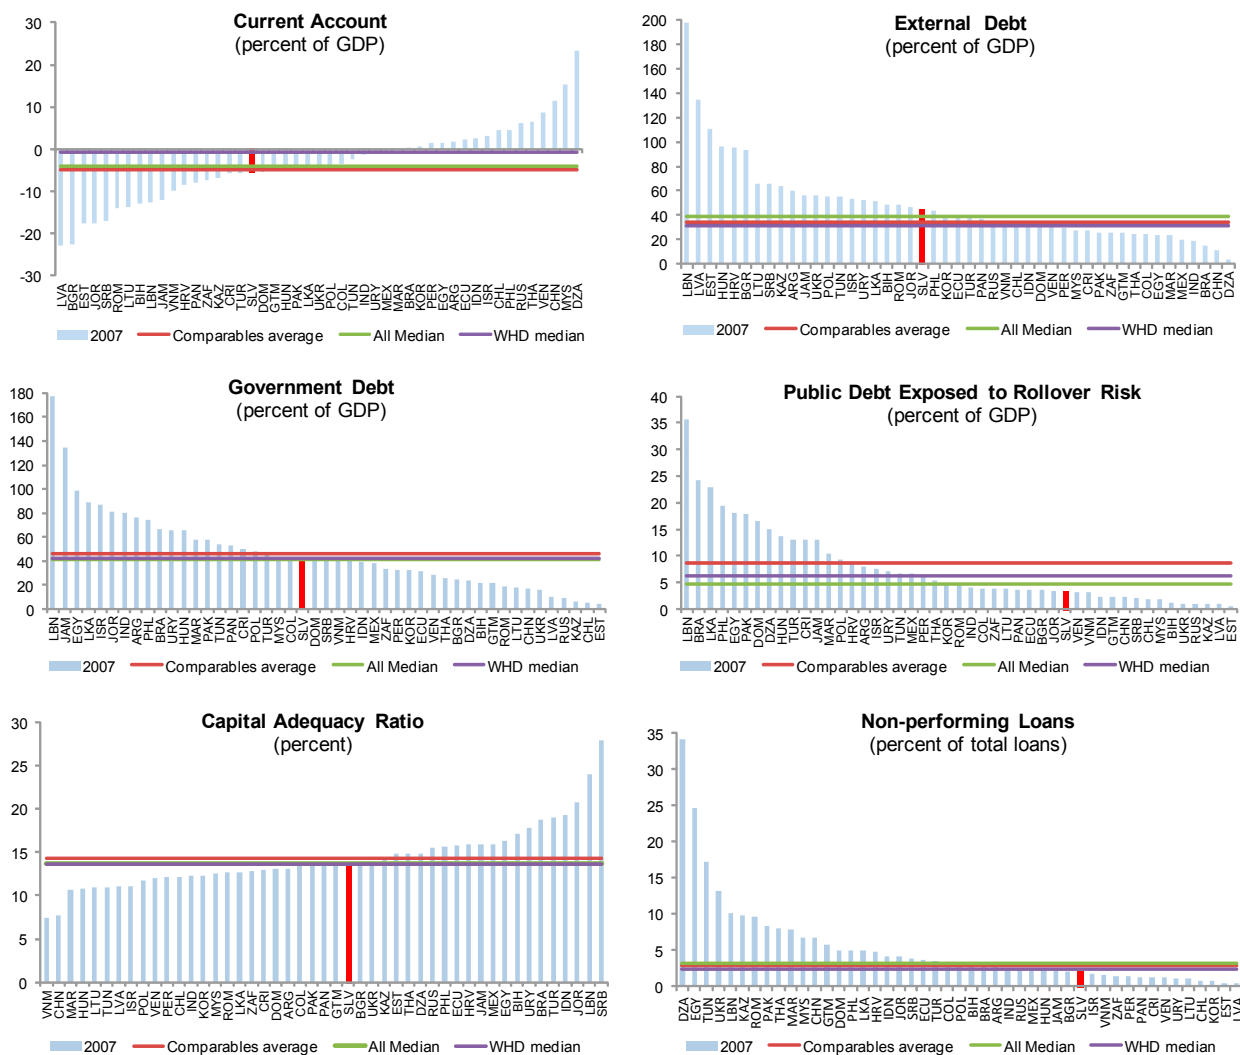 Current Account
(percent of GDP)
30
20
10
0
-10
-20
-30
LVA BGR EST JOR SRB ROM LTU BIH LBN JAM VNM HRV PAN ZAF KAZ CRI TUR SLV DOM GTM HUN PAK LKA UKR POL COL TUN IND URY MEX MAR BRA KOR PER EGY ARG ECU IDN ISR CHL PHL RUS THA VEN CHN MYS DZA
2007 Comparables average All Median WHD median
External Debt
(percent of GDP)
200
180
160
140
120
100
80
60
40
20
0
LBN LVA EST HUN HRV BGR LTU SRB KAZ ARG JAM UKR POL TUN ISR URY LKA BIH ROM JOR SLV PHL KOR ECU TUR PAN RUS VNM CHL IDN DOM VEN PER MYS CRI PAK ZAF GTM THA COL EGY MAR MEX IND BRA CHN DZA
2007 Comparables average All Median WHD median
Government Debt
(percent of GDP)
180
160
140
120
100
80
60
40
20
0
LBN JAM EGY LKA ISR JOR IND ARG PHL BRA URY HUN MAR PAK TUN PAN CRI POL TUR MYS COL SLV DOM SRB VNM HRV IDN MEX ZAF PER KOR ECU VEN THA BGR DZA BIH GTM ROM LTU CHN UKR LVA RUS KAZ CHL EST
2007 Comparables average All Median WHD median
Public Debt Exposed to Rollover Risk
(percent of GDP)
40
35
30
25
20
15
10
5
0
LBN BRN LKA PHL EGY PAK DOM DZA HUN TUR CRI JAM MAR POL HRV ARG ISR URY TUN MEX PER THA KOR ROM IND COL ZAF LTU PAN ECU BGR JOR SLV VEN VNM IDN GTM CHN SRB CHL MYS BIH UKR RUS KAZ LVA EST
2007 Comparables average All Median WHD median
Capital Adequacy Ratio
(percent)
30
25
20
15
10
5
0
VNM CHN MAR HUN LTU TUN LVA ISR POL VEN PER CHL IND KOR MYS ROM LKA ZAF CRI DOM ARG COL PAK PAN GTM SLV BGR UKR KAZ EST THA DZA RUS PHL ECU HRV JAM MEX EGY BIH URY BRA TUR IDN JOR LBN SRB
2007 Comparables average All Median WHD median
Non-performing Loans
(percent of total loans)
35
30
25
20
15
10
5
0
DZA EGY TUN UKR LBN KAZ ROM PAK THA MAR MYS CHN GTM DOM PHL LKA HRV IDN JOR SRB ECU TUR COL POL BIH BRA ARG IND RUS MEX HUN JAM BGR SLV ISR VNM ZAF PER PAN CRI VEN URY LTU CHL KOR EST LVA
2007 Comparables average All Median WHD median